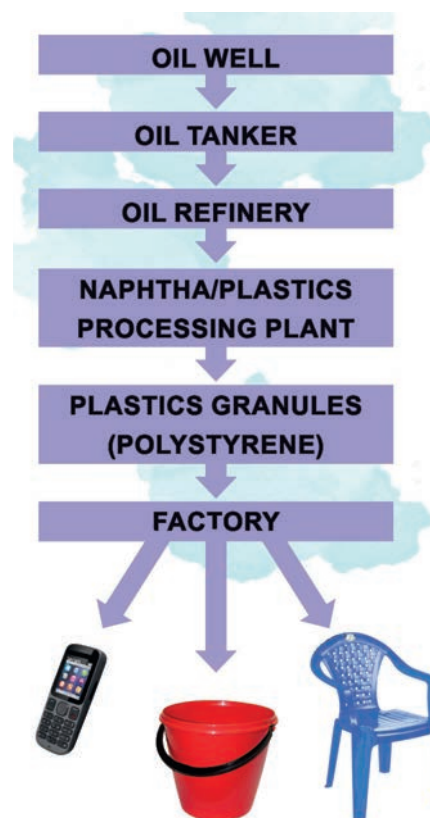 OIL WELL
OIL TANKER
OIL REFINERY
NAPHTHA/PLASTICS
PROCESSING PLANT
PLASTICS GRANULES
(POLYSTYRENE)
FACTORY